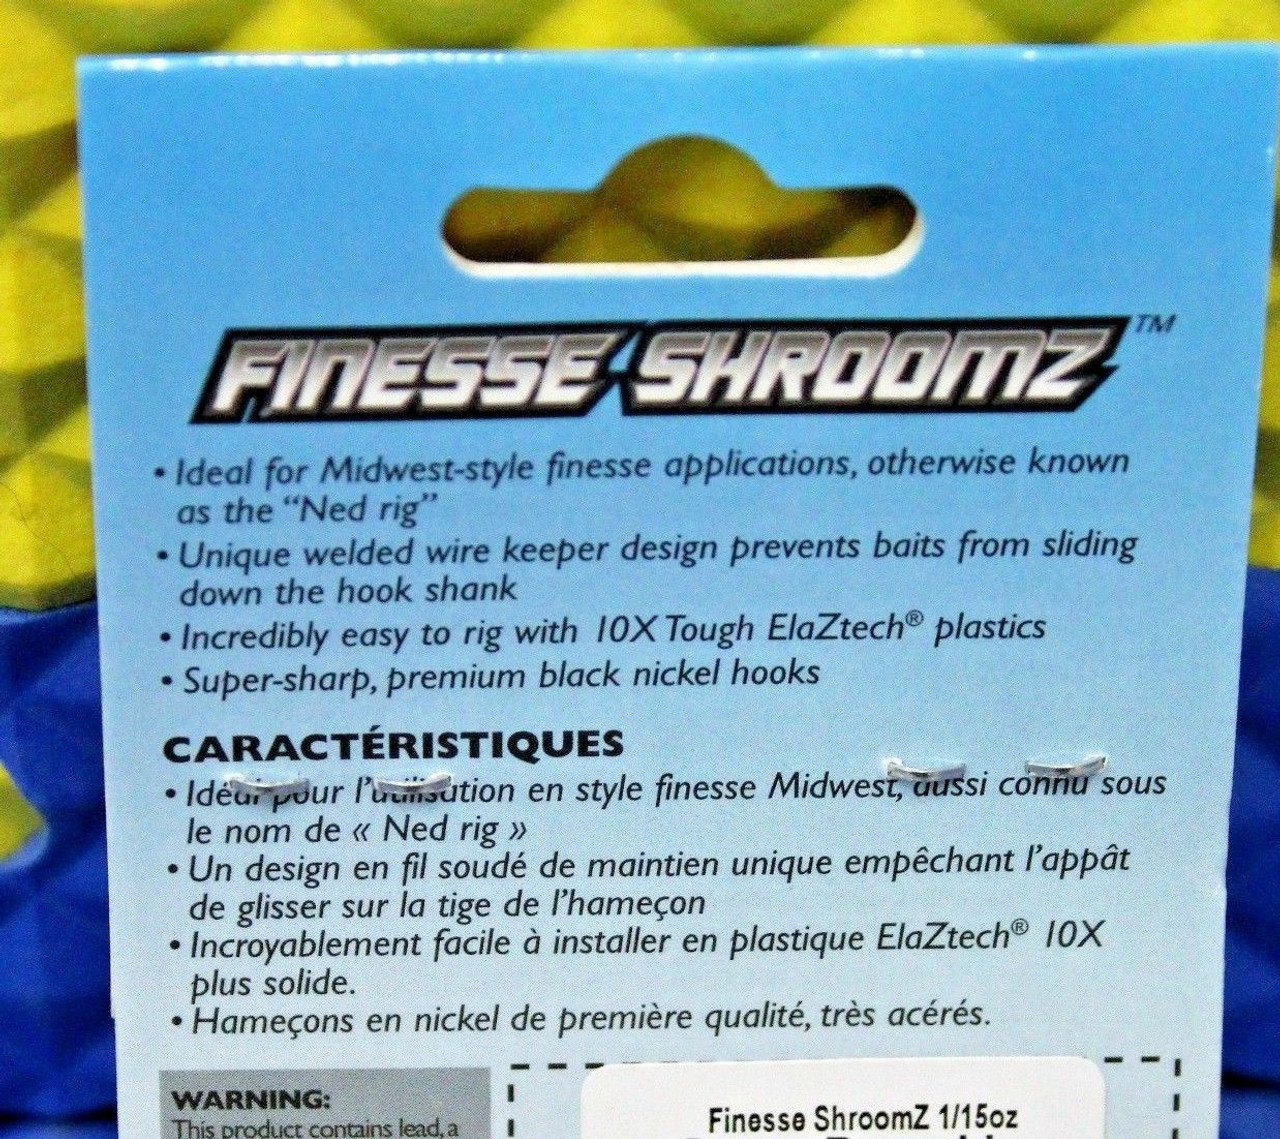 FINESSE SHROOMZ™
• Ideal for Midwest-style finesse applications, otherwise known
as the “Ned rig”
• Unique welded wire keeper design prevents baits from sliding
down the hook shank
• Incredibly easy to rig with 10X Tough ElaZtech® plastics
• Super-sharp, premium black nickel hooks
CARACTÉRISTIQUES
• Idéal pour l’utilisation en style finesse Midwest, aussi connu sous
le nom de « Ned rig »
• Un design en fil soudé de maintien unique empêchant l’appât
de glisser sur la tige de l’hameçon
• Incroyablement facile à installer en plastique ElaZtech® 10X
plus solide.
• Hameçons en nickel de première qualité, très acérés.
WARNING:
This product contains lead, a
Finesse ShroomZ 1/15oz